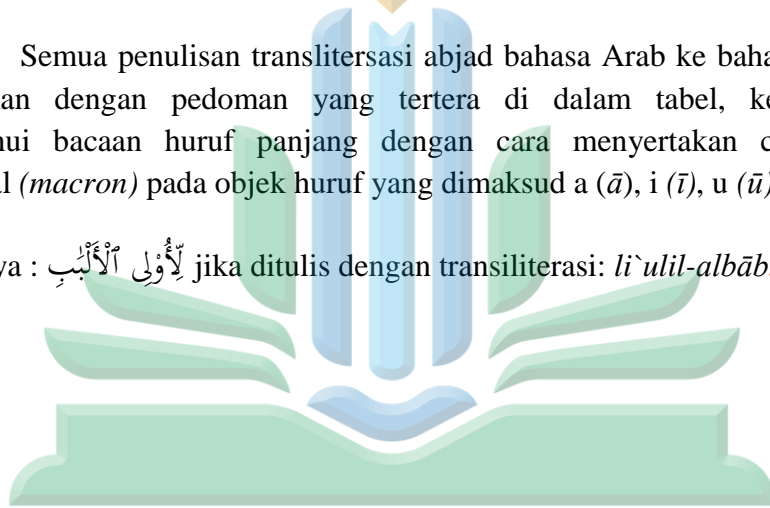 Semua penulisan translitersasi abjad bahasa Arab ke baha
an dengan pedoman yang tertera di dalam tabel, ke
ui bacaan huruf panjang dengan cara menyertakan c
al (macron) pada objek huruf yang dimaksud a (ā), i (ī), u (ū)
ya : لِّأُوْلِى ٱلْأَلْبَٰبِ jika ditulis dengan transiliterasi: li`ulil-albāb.